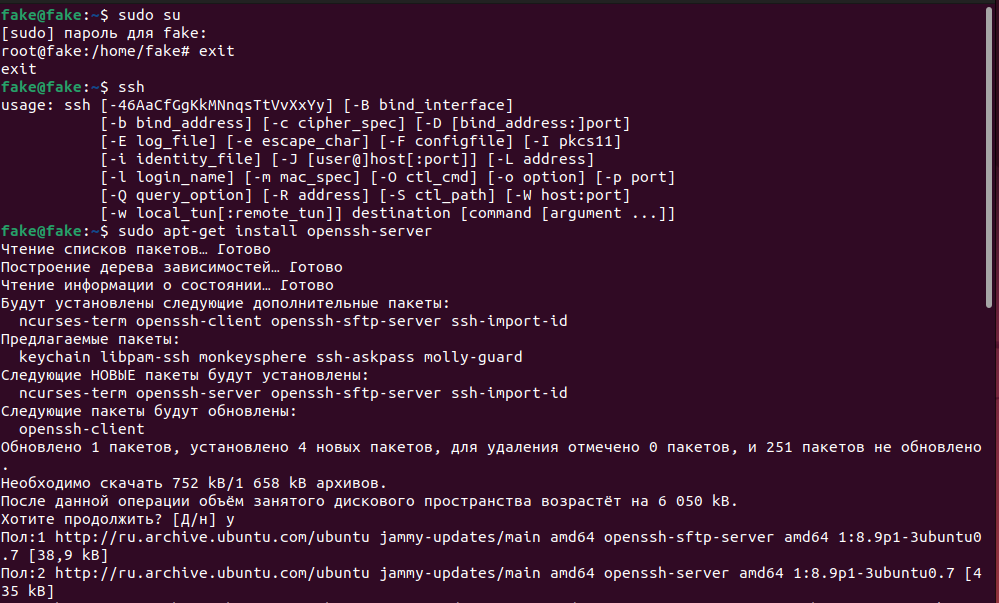 fake@fake:~$ sudo su
[sudo] пароль для fake:
root@fake:/home/fake# exit
exit
fake@fake:~$ ssh
usage: ssh [-46AaCfGgKkMNnqsTtVvXxYy] [-B bind_interface]
           [-b bind_address] [-c cipher_spec] [-D [bind_address:]port]
           [-E log_file] [-e escape_char] [-F configfile] [-I pkcs11]
           [-i identity_file] [-J [user@]host[:port]] [-L address]
           [-l login_name] [-m mac_spec] [-O ctl_cmd] [-o option] [-p port]
           [-Q query_option] [-R address] [-S ctl_path] [-W host:port]
           [-w local_tun[:remote_tun]] destination [command [argument ...]]
fake@fake:~$ sudo apt-get install openssh-server
Чтение списков пакетов… Готово
Построение дерева зависимостей… Готово
Чтение информации о состоянии… Готово
Будут установлены следующие дополнительные пакеты:
  ncurses-term openssh-client openssh-sftp-server ssh-import-id
Предлагаемые пакеты:
  keychain libpam-ssh monkeysphere ssh-askpass molly-guard
Следующие НОВЫЕ пакеты будут установлены:
  ncurses-term openssh-server openssh-sftp-server ssh-import-id
Следующие пакеты будут обновлены:
  openssh-client
Обновлено 1 пакетов, установлено 4 новых пакетов, для удаления отмечено 0 пакетов, и 251 пакетов не обновлено
.
Необходимо скачать 752 kB/1 658 kB архивов.
После данной операции объём занятого дискового пространства возрастёт на 6 050 kB.
Хотите продолжить? [Д/н] y
Пол:1 http://ru.archive.ubuntu.com/ubuntu jammy-updates/main amd64 openssh-sftp-server amd64 1:8.9p1-3ubuntu0
.7 [38,9 kB]
Пол:2 http://ru.archive.ubuntu.com/ubuntu jammy-updates/main amd64 openssh-server amd64 1:8.9p1-3ubuntu0.7 [4
35 kB]